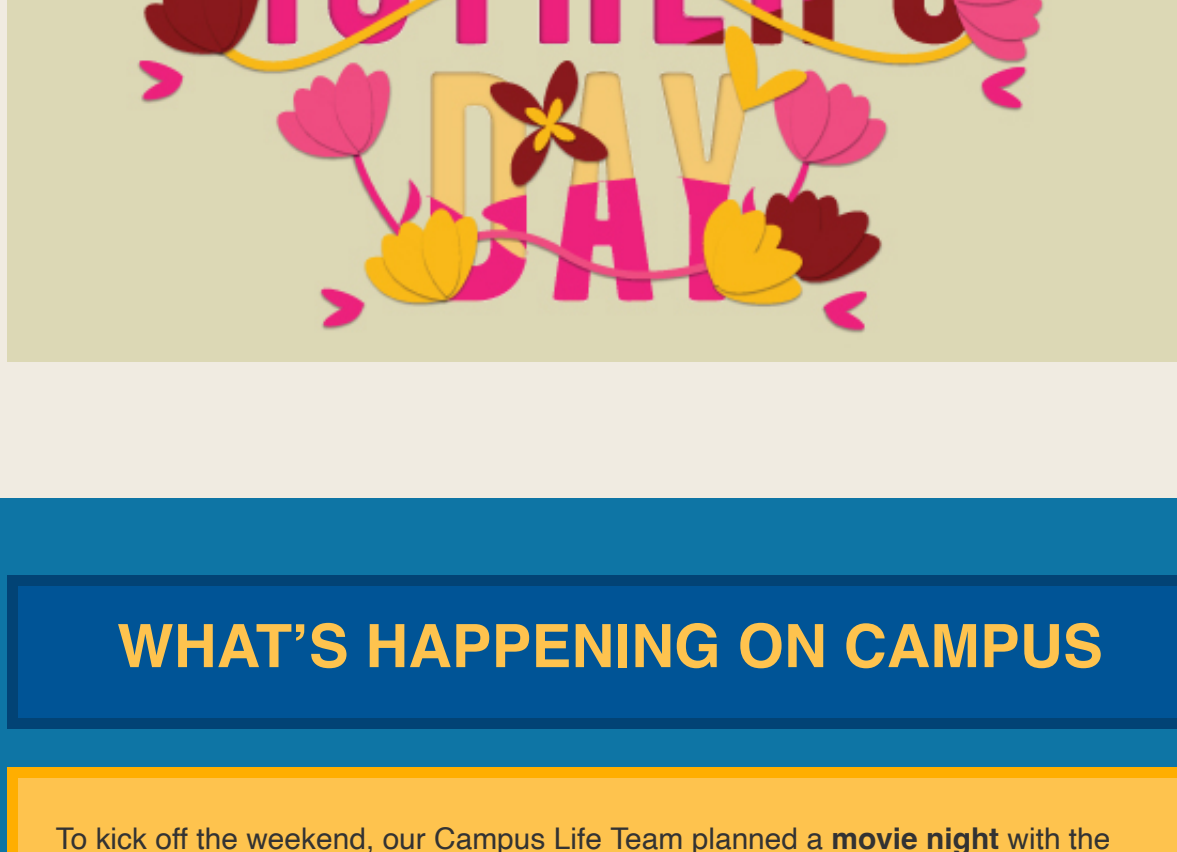 MOTHER'S
DAY
WHAT’S HAPPENING ON CAMPUS
To kick off the weekend, our Campus Life Team planned a movie night with the